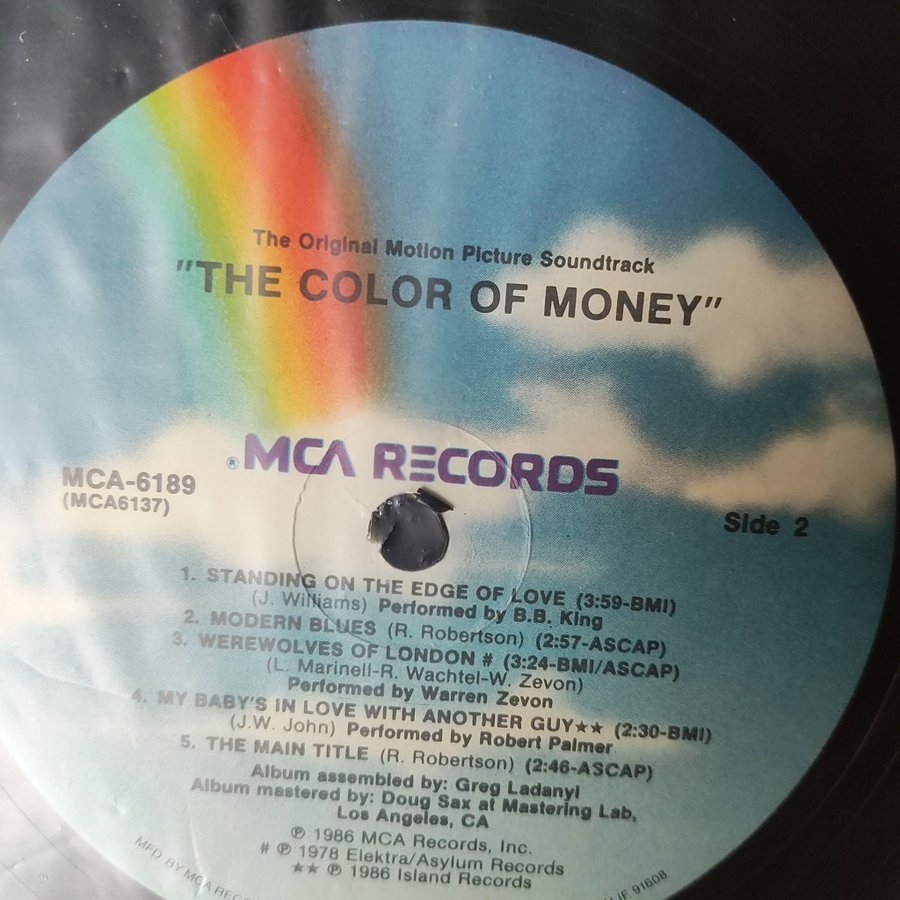 The Original Motion Picture Soundtrack
"THE COLOR OF MONEY"
® MCA RECORDS
MCA-6189
(MCA6137)
Side 2
1. STANDING ON THE EDGE OF LOVE (3:59-BMI)
(J. Williams) Performed by B.B. King
2. MODERN BLUES (R. Robertson) (2:57-ASCAP)
3. WEREWOLVES OF LONDON # (3:24-BMI/ASCAP)
(L. Marinell-R. Wachtel-W. Zevon)
Performed by Warren Zevon
4. MY BABY'S IN LOVE WITH ANOTHER GUY★★ (2:30-BMI)
(J.W. John) Performed by Robert Palmer
5. THE MAIN TITLE (R. Robertson) (2:46-ASCAP)
Album assembled by: Greg Ladanyi
Album mastered by: Doug Sax at Mastering Lab,
Los Angeles, CA
℗ 1986 MCA Records, Inc.
# ℗ 1978 Elektra/Asylum Records
★★ ℗ 1986 Island Records
MFD. BY MCA 91608